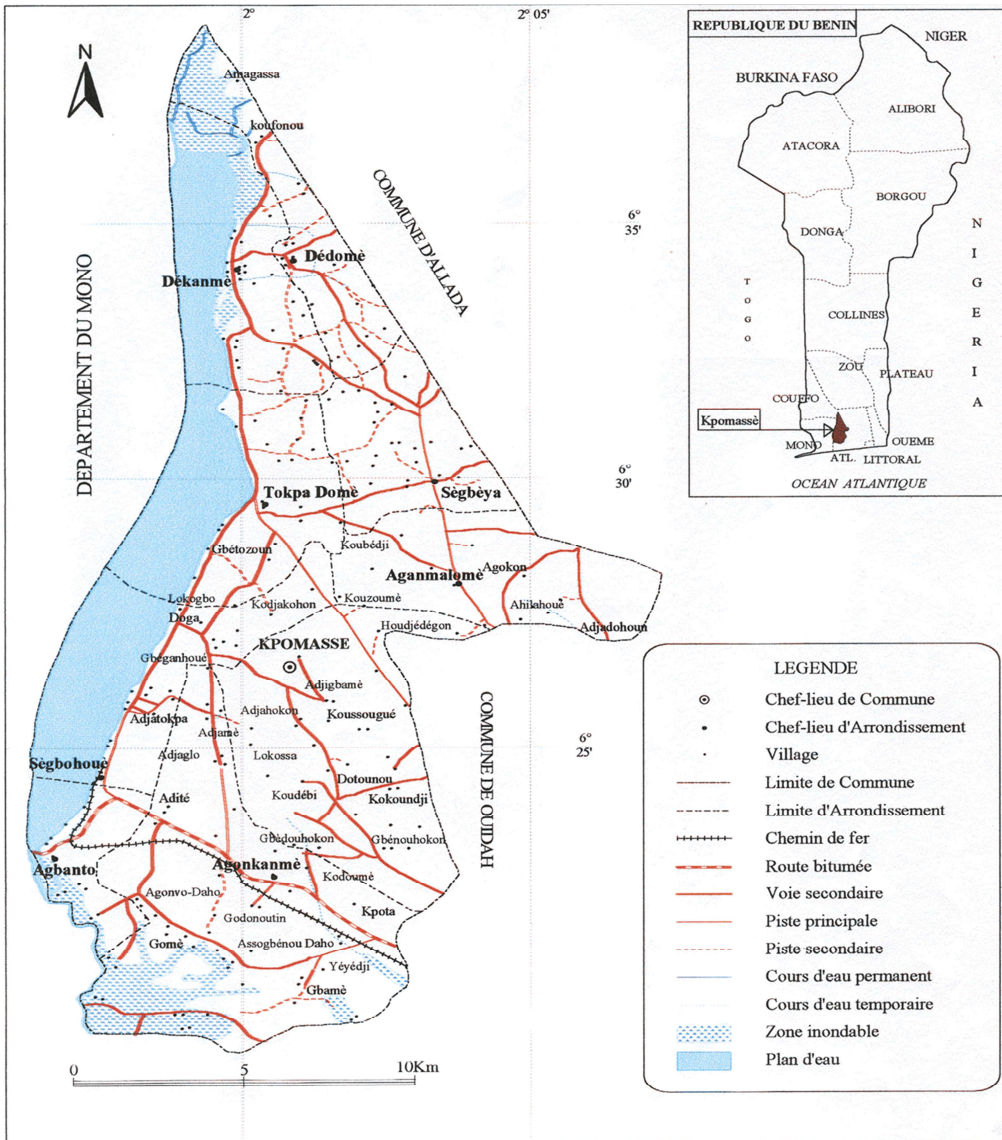 2°
2° 05'
N
Amagassa
koufonou
COMMUNE D'ALLADA
6°
35'
Dédomè
Dékanmè
DEPARTEMENT DU MONO
6°
30'
Tokpa Domè
Sègbèya
Gbétozoun
Koubédji
Aganmalomè
Agokon
Lokogbo
Kodjakohon
Kouzoumè
Ahilahouè
Doga
Houdjédégon
Adjadohoun
KPOMASSE
Gbéganhoué
Adjigbamè
Adjatokpa
Adjahokon
Koussougué
Adjamè
COMMUNE DE OUIDAH
6°
25'
Adjaglo
Lokossa
Sègbohouè
Dotounou
Adité
Koudébi
Kokoundji
Gbèdouhokon
Gbénouhokon
Agbanto
Agonkanmè
Kodoumè
Agonvo-Daho
Kpota
Godonoutin
Gomè
Assogbénou Daho
Yéyédji
Gbamè
0
5
10Km
REPUBLIQUE DU BENIN
NIGER
BURKINA FASO
ALIBORI
ATACORA
BORGOU
DONGA
NIGERIA
TOGO
COLLINES
ZOU
PLATEAU
COUFFO
Kpomassè
MONO
OUEME
ATL.
LITTORAL
OCEAN ATLANTIQUE
LEGENDE
Chef-lieu de Commune
Chef-lieu d'Arrondissement
Village
Limite de Commune
Limite d'Arrondissement
Chemin de fer
Route bitumée
Voie secondaire
Piste principale
Piste secondaire
Cours d'eau permanent
Cours d'eau temporaire
Zone inondable
Plan d'eau